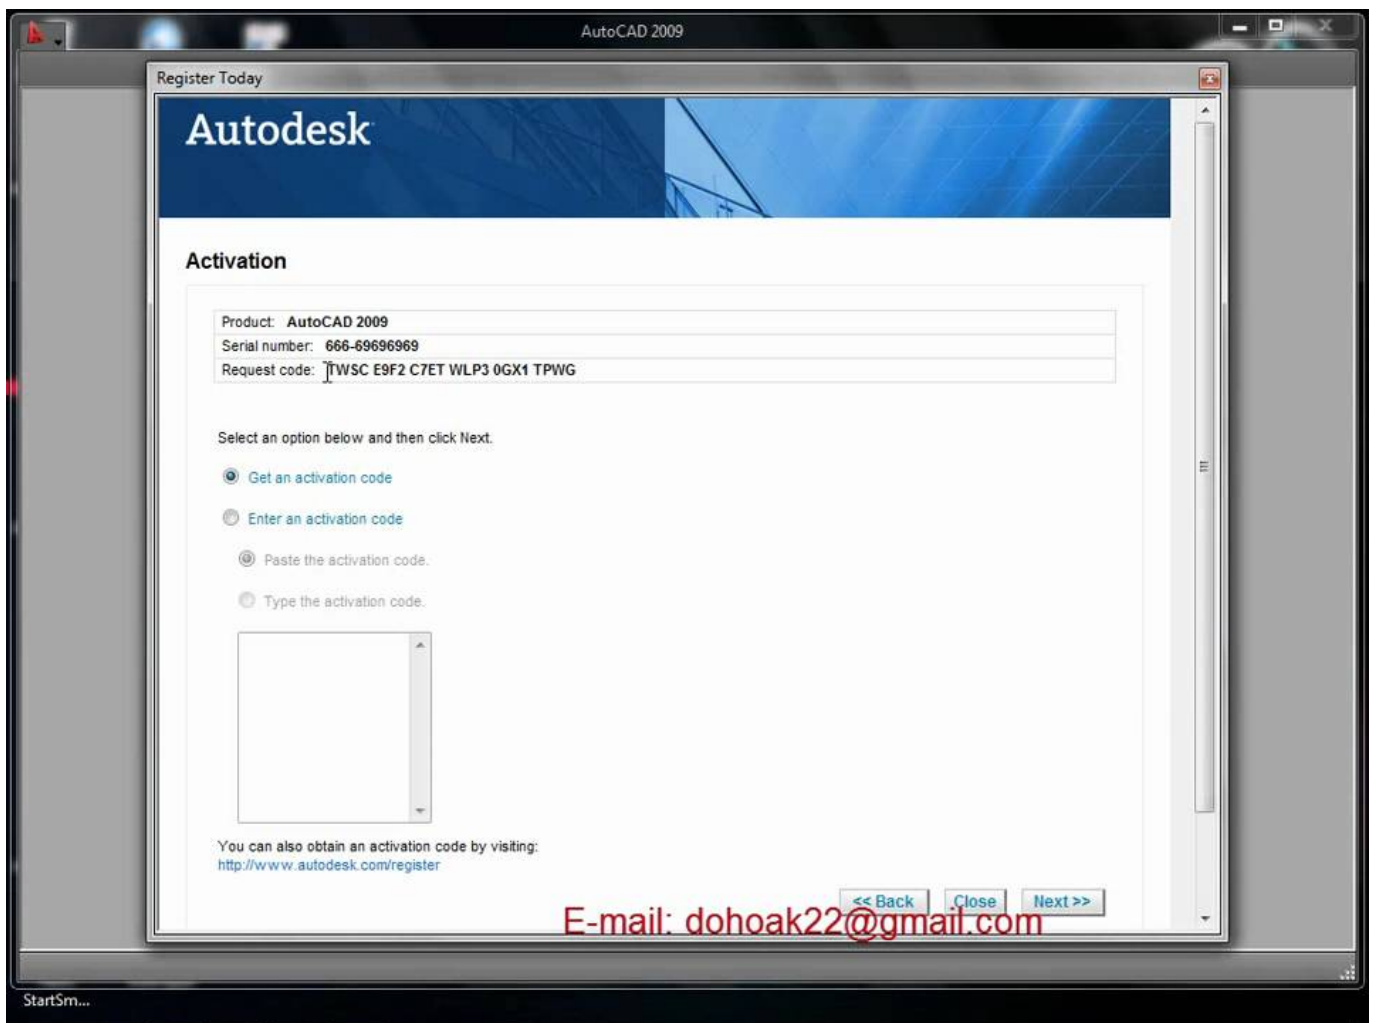 AutoCAD 2009
Register Today
Autodesk
Activation
Product: AutoCAD 2009
Serial number: 666-69696969
Request code: TWSC E9F2 C7ET WLP3 0GX1 TPWG
Select an option below and then click Next.
Get an activation code
Enter an activation code
Paste the activation code.
Type the activation code.
You can also obtain an activation code by visiting:
http://www.autodesk.com/register
<< Back Close Next >>
E-mail: dohoak22@gmail.com
StartSm...